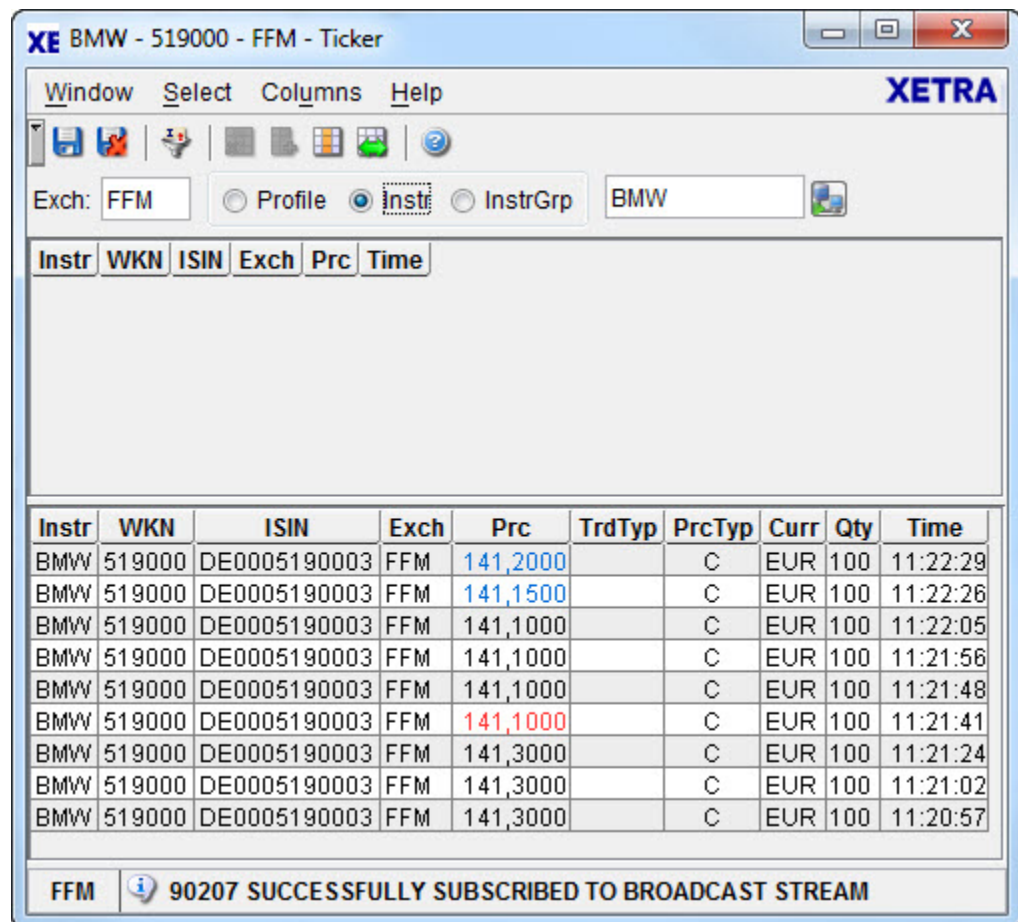 XE BMW - 519000 - FFM - Ticker
Window Select Columns Help XETRA
Exch: FFM Profile Instr InstrGrp BMW
Instr WKN ISIN Exch Prc Time
Instr WKN ISIN Exch Prc TrdTyp PrcTyp Curr Qty Time
BMW 519000 DE0005190003 FFM 141,2000 C EUR 100 11:22:29
BMW 519000 DE0005190003 FFM 141,1500 C EUR 100 11:22:26
BMW 519000 DE0005190003 FFM 141,1000 C EUR 100 11:22:05
BMW 519000 DE0005190003 FFM 141,1000 C EUR 100 11:21:56
BMW 519000 DE0005190003 FFM 141,1000 C EUR 100 11:21:48
BMW 519000 DE0005190003 FFM 141,1000 C EUR 100 11:21:41
BMW 519000 DE0005190003 FFM 141,3000 C EUR 100 11:21:24
BMW 519000 DE0005190003 FFM 141,3000 C EUR 100 11:21:02
BMW 519000 DE0005190003 FFM 141,3000 C EUR 100 11:20:57
FFM 90207 SUCCESSFULLY SUBSCRIBED TO BROADCAST STREAM